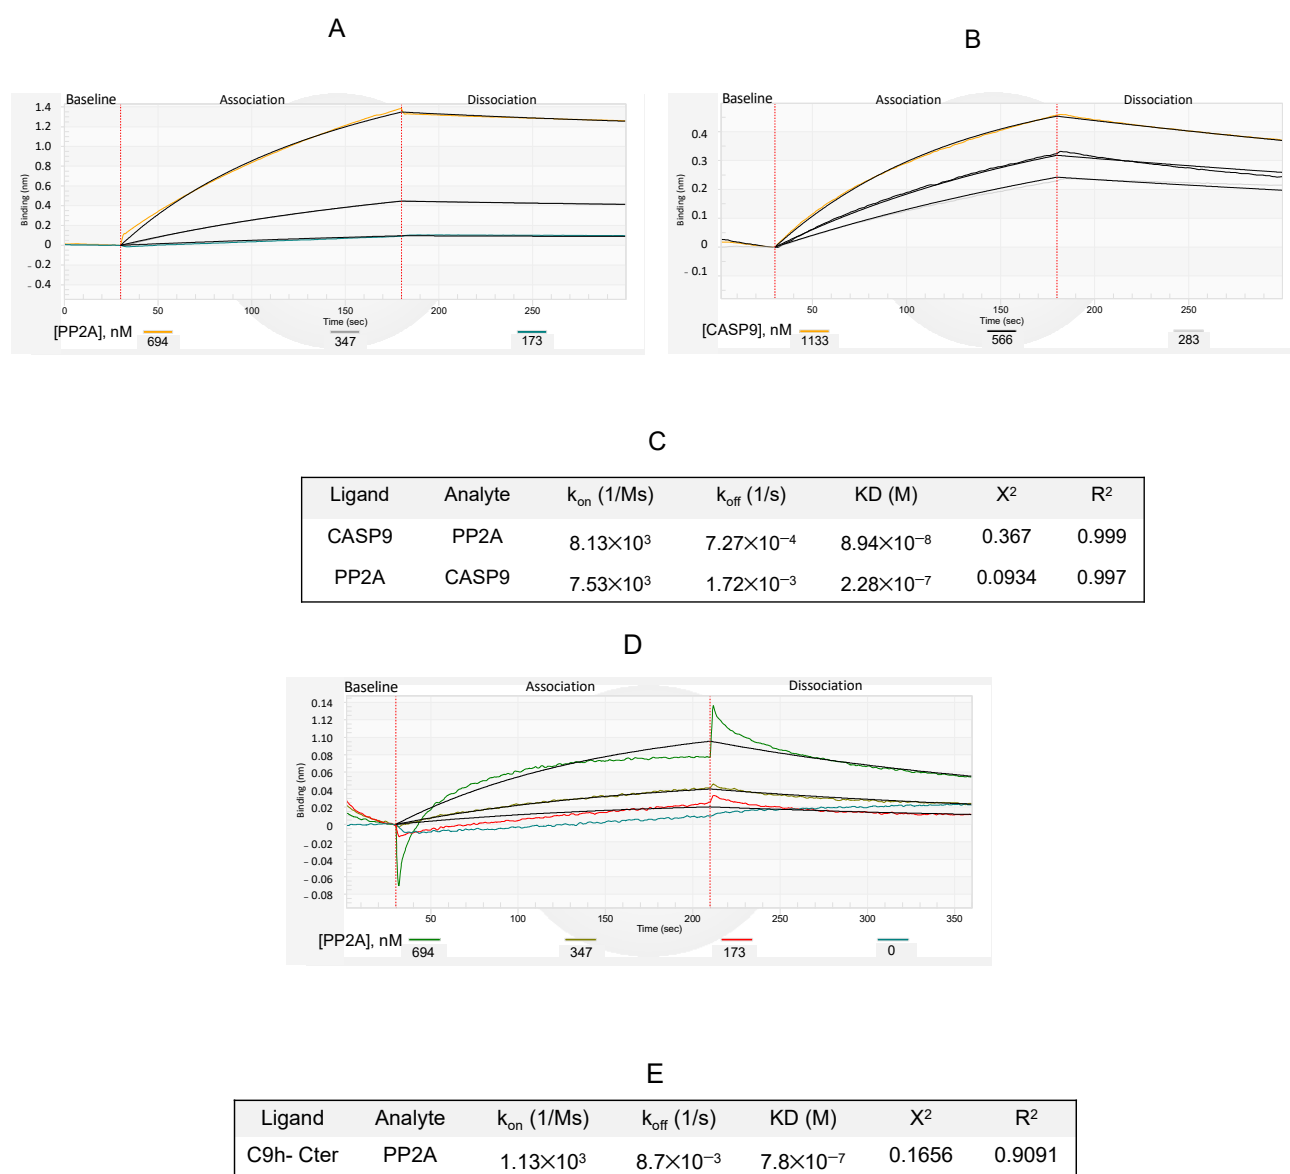 A
Baseline Association Dissociation
1.4
1.2
1.0
0.8
0.6
0.4
0.2
0
– 0.2
– 0.4
Binding (nm)
0 50 100 150 200 250
Time (sec)
[PP2A], nM 694 347 173
B
Baseline Association Dissociation
0.4
0.3
0.2
0.1
0
– 0.1
Binding (nm)
50 100 150 200 250
Time (sec)
[CASP9], nM 1133 566 283
C
Ligand Analyte kon (1/Ms) koff (1/s) KD (M) X² R²
CASP9 PP2A 8.13×10³ 7.27×10⁻⁴ 8.94×10⁻⁸ 0.367 0.999
PP2A CASP9 7.53×10³ 1.72×10⁻³ 2.28×10⁻⁷ 0.0934 0.997
D
Baseline Association Dissociation
0.14
1.12
0.10
0.08
0.06
0.04
0.02
0
– 0.02
– 0.04
– 0.06
– 0.08
Binding (nm)
50 100 150 200 250 300 350
Time (sec)
[PP2A], nM 694 347 173 0
E
Ligand Analyte kon (1/Ms) koff (1/s) KD (M) X² R²
C9h- Cter PP2A 1.13×10³ 8.7×10⁻³ 7.8×10⁻⁷ 0.1656 0.9091